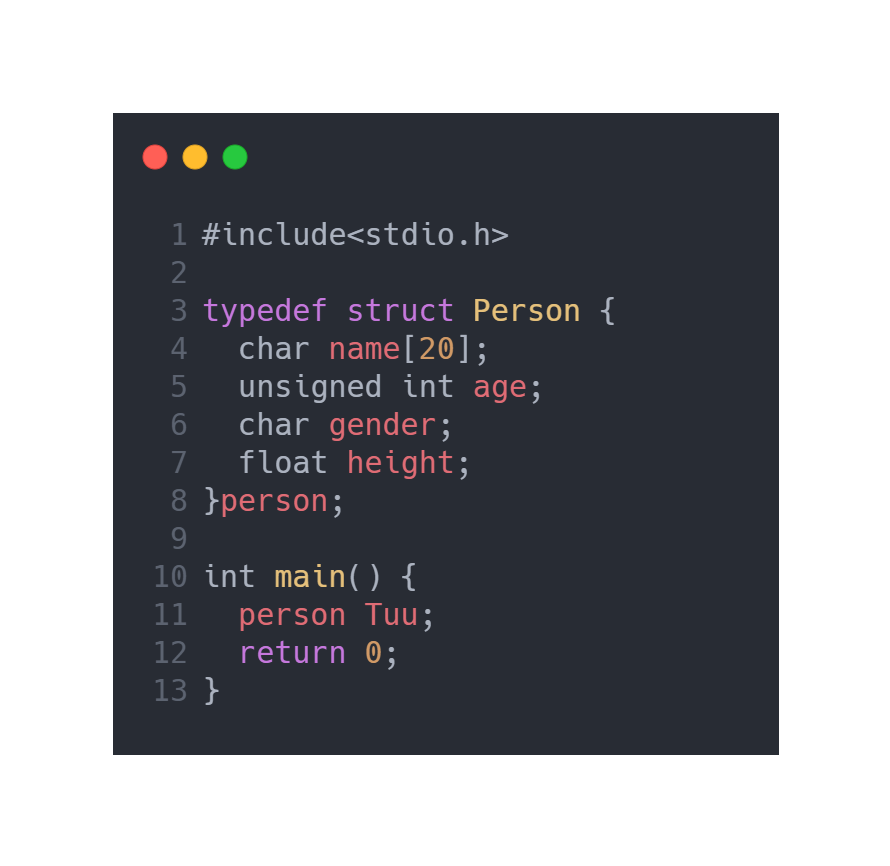 1 #include<stdio.h>
2
3 typedef struct Person {
4   char name[20];
5   unsigned int age;
6   char gender;
7   float height;
8 }person;
9
10 int main() {
11   person Tuu;
12   return 0;
13 }